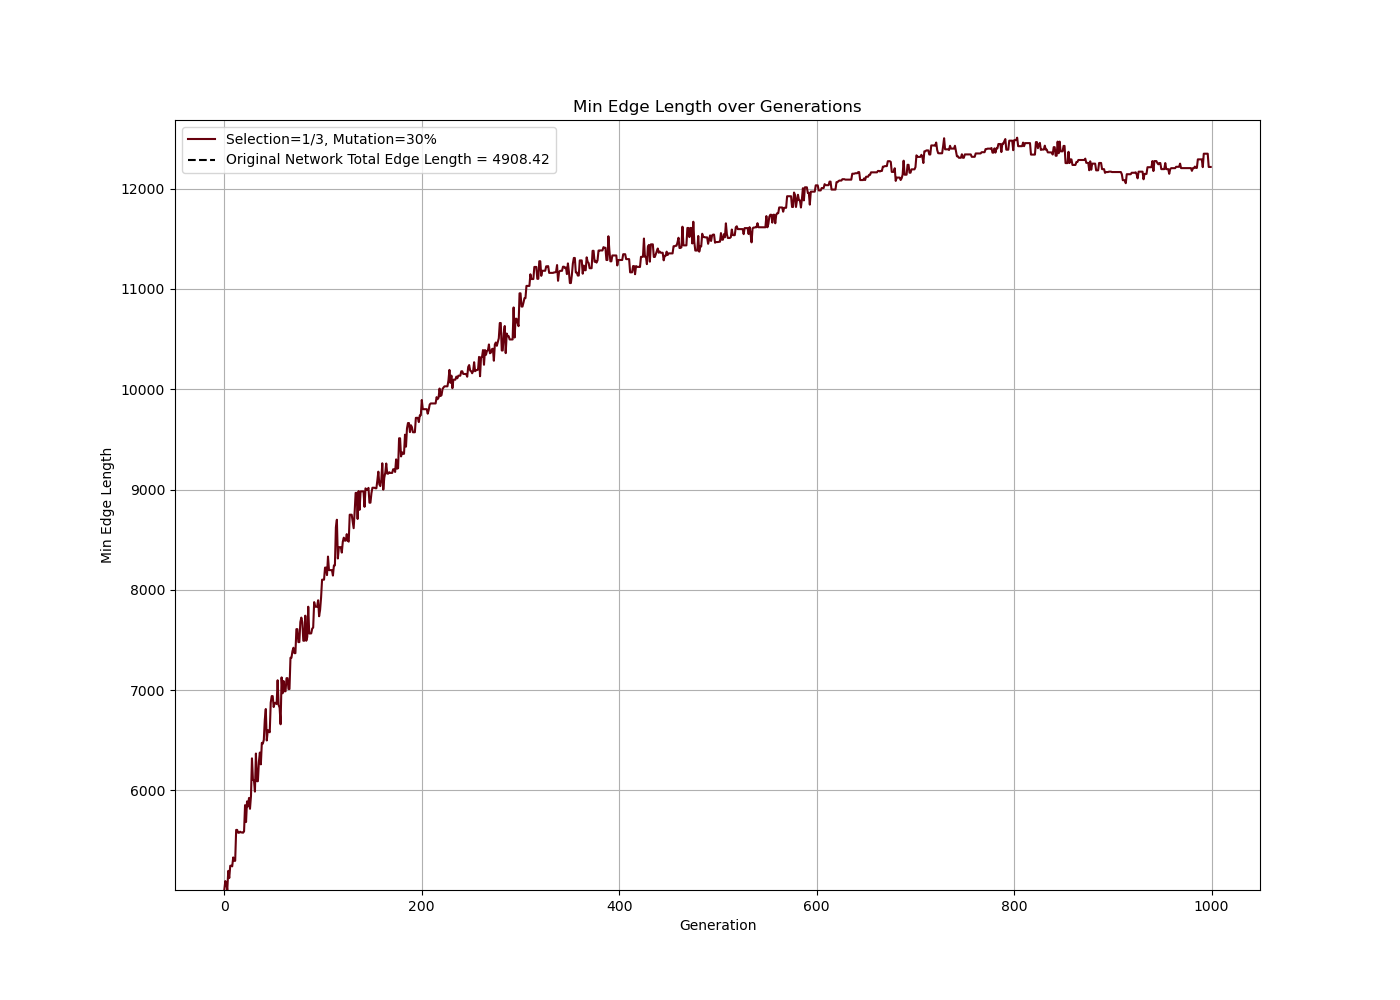 Min Edge Length over Generations
Selection=1/3, Mutation=30%
Original Network Total Edge Length = 4908.42
12000
11000
10000
9000
8000
7000
6000
Min Edge Length
0
200
400
600
800
1000
Generation